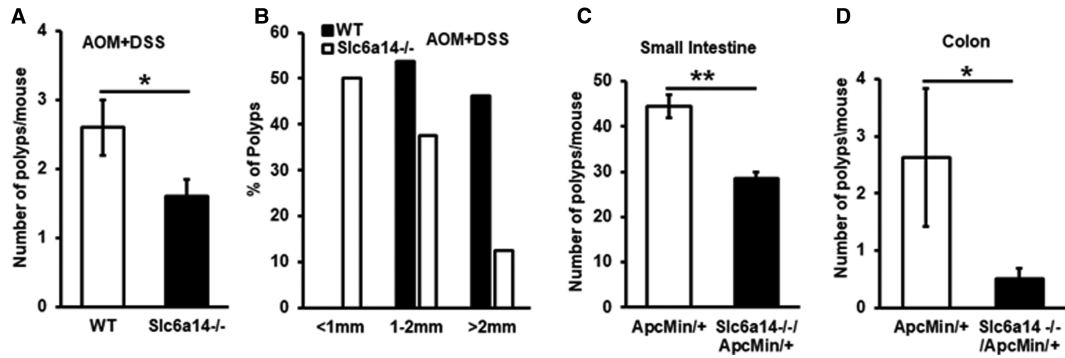 A
AOM+DSS
*
Number of polyps/mouse
4
3
2
1
0
WT
Slc6a14-/-
B
WT
Slc6a14-/-
AOM+DSS
% of Polyps
60
50
40
30
20
10
0
<1mm
1-2mm
>2mm
C
Small Intestine
**
Number of polyps/mouse
60
50
40
30
20
10
0
ApcMin/+
Slc6a14-/-/
ApcMin/+
D
Colon
*
Number of polyps\mouse
4
3
2
1
0
ApcMin/+
Slc6a14 -/-
/ApcMin/+